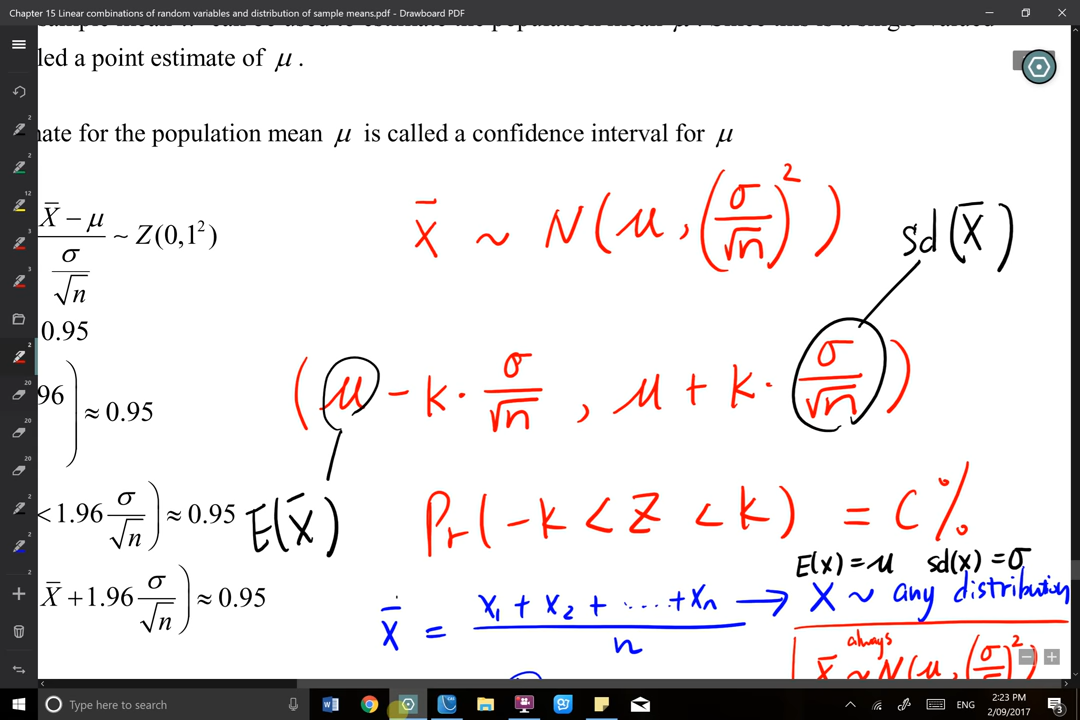 Chapter 15 Linear combinations of random variables and distribution of sample means.pdf - Drawboard PDF
led a point estimate of μ .
nate for the population mean μ is called a confidence interval for μ
X̄ − μ / (σ/√n) ~ Z(0,1²)
X̄ ~ N(μ, (σ/√n)²)
sd(X̄)
0.95
96) ≈ 0.95
(μ − k · σ/√n , μ + k · σ/√n)
<1.96 σ/√n) ≈ 0.95
E(X̄)
Pr(−k < Z < k) = C%
E(x) = μ sd(x) = σ
X̄ + 1.96 σ/√n) ≈ 0.95
X̄ = (x₁ + x₂ + ..... + xₙ)/n → X ~ any distribution
always
X̄ ~ N(μ, (σ/√n)²
Type here to search
ENG
2:23 PM
2/09/2017